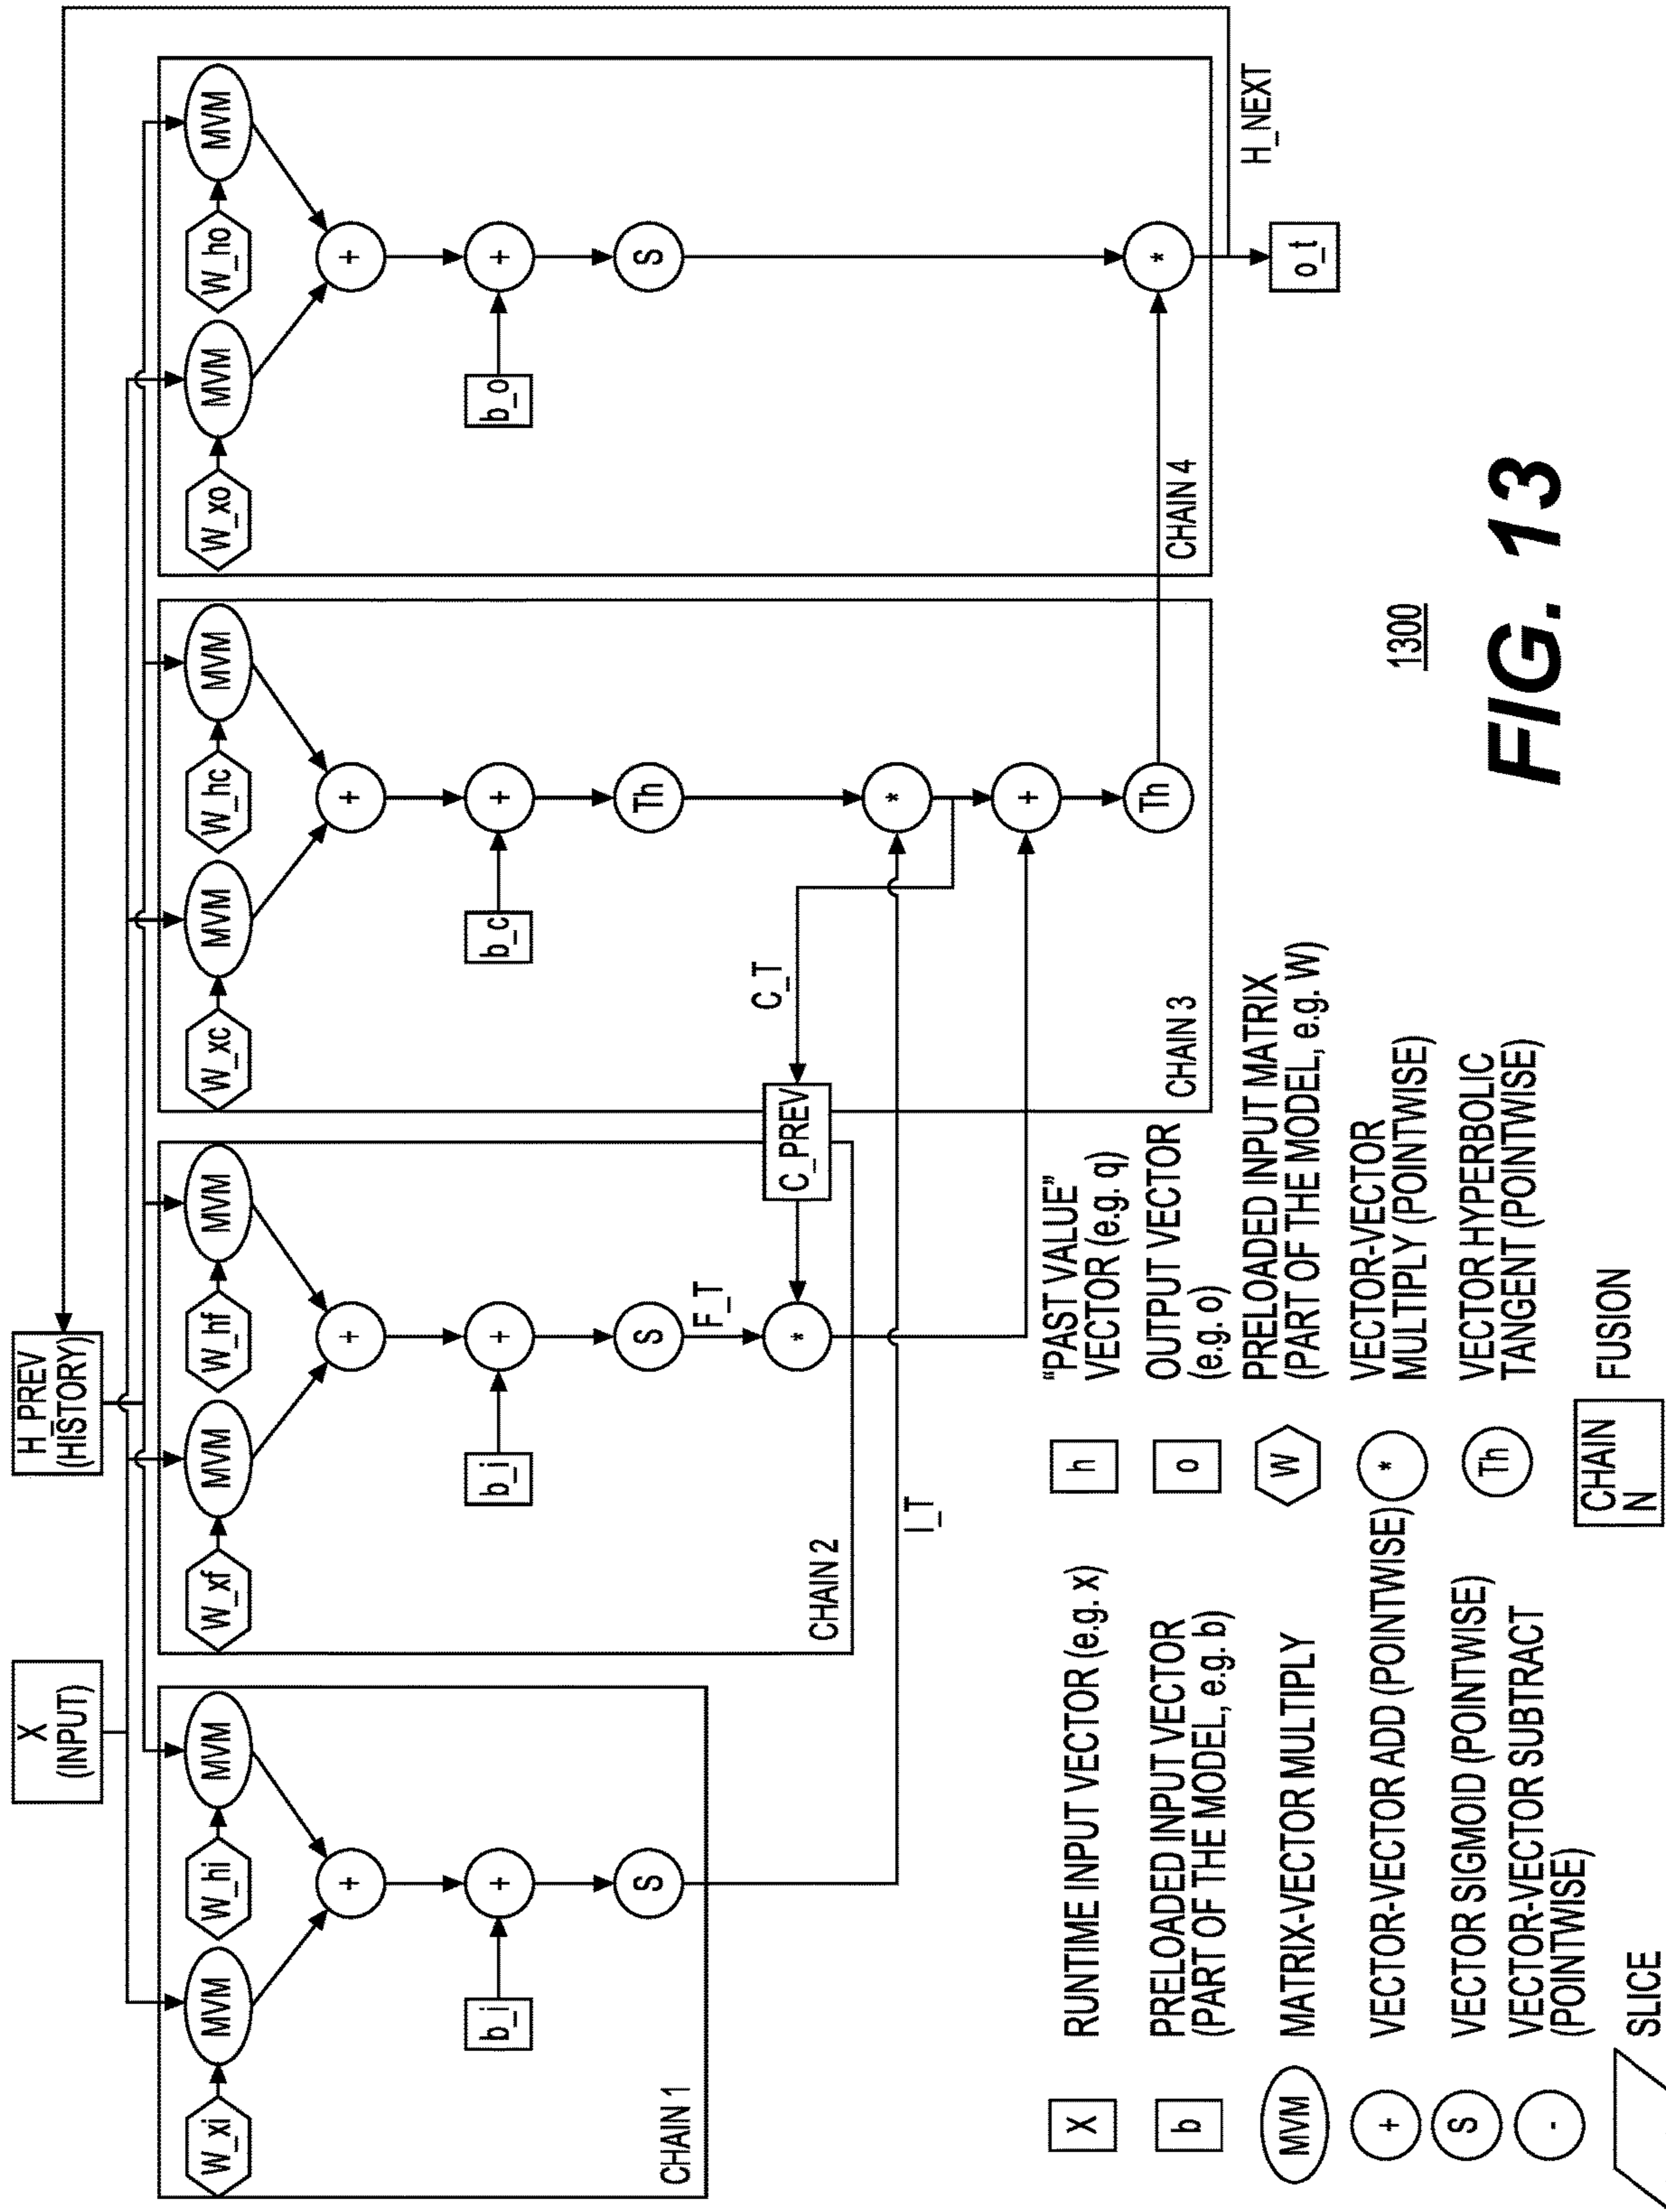 X
(INPUT)
H_PREV
(HISTORY)
W_xi
MVM
W_hi
MVM
W_xf
MVM
W_hf
MVM
W_xc
MVM
W_hc
MVM
W_xo
MVM
W_ho
MVM
+
+
+
+
b_i
+
b_i
+
b_c
+
b_o
+
S
S
Th
S
CHAIN 1
F_T
C_T
*
C_PREV
CHAIN 2
I_T
*
+
CHAIN 3
Th
CHAIN 4
*
H_NEXT
o_t
X
RUNTIME INPUT VECTOR (e.g. x)
b
PRELOADED INPUT VECTOR
(PART OF THE MODEL, e.g. b)
MVM
MATRIX-VECTOR MULTIPLY
+
VECTOR-VECTOR ADD (POINTWISE)
S
VECTOR SIGMOID (POINTWISE)
-
VECTOR-VECTOR SUBTRACT
(POINTWISE)
SLICE
h
"PAST VALUE"
VECTOR (e.g. q)
o
OUTPUT VECTOR
(e.g. o)
W
PRELOADED INPUT MATRIX
(PART OF THE MODEL, e.g. W)
*
VECTOR-VECTOR
MULTIPLY (POINTWISE)
Th
VECTOR HYPERBOLIC
TANGENT (POINTWISE)
CHAIN
N
FUSION
1300
FIG. 13